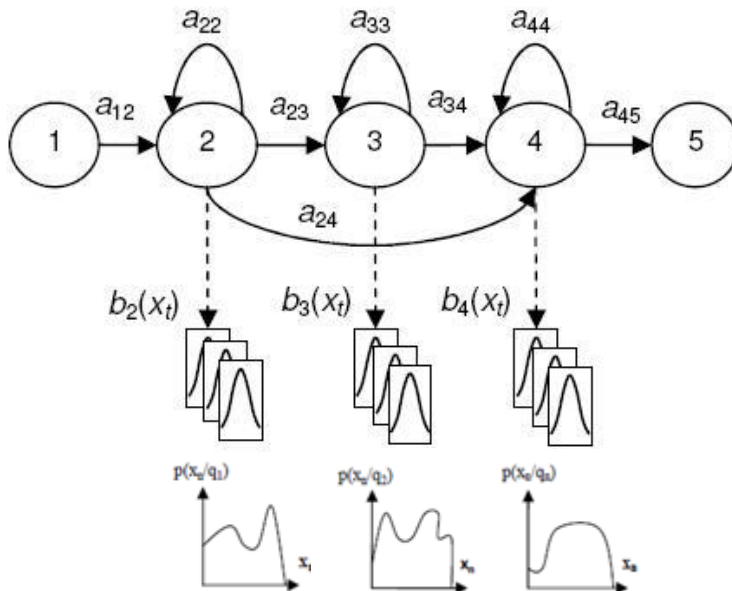 a22 a33 a44
a12 a23 a34 a45
1 2 3 4 5
a24
b2(xt) b3(xt) b4(xt)
p(xn/q1) p(xn/q2)
xn